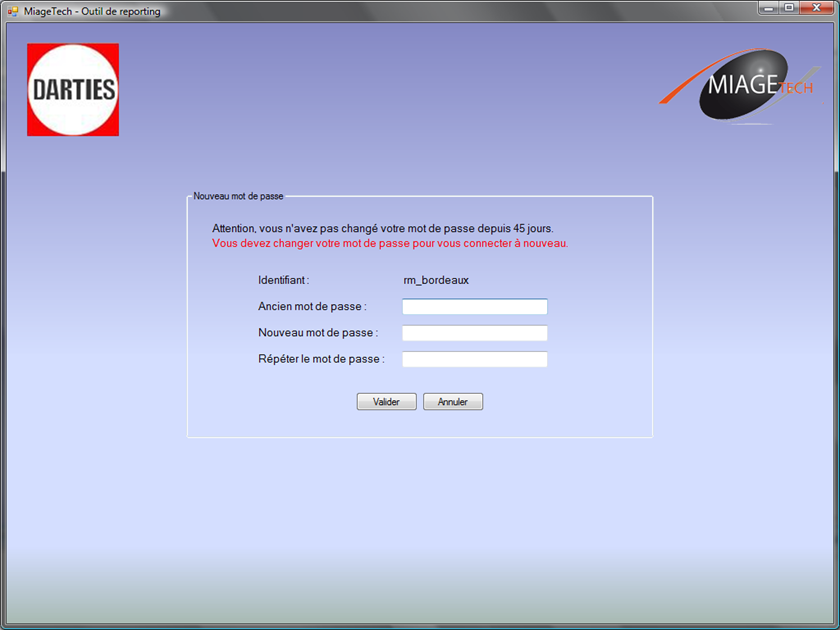 MiageTech - Outil de reporting
DARTIES
MIAGETECH
Nouveau mot de passe
Attention, vous n'avez pas changé votre mot de passe depuis 45 jours.
Vous devez changer votre mot de passe pour vous connecter à nouveau.
Identifiant : rm_bordeaux
Ancien mot de passe :
Nouveau mot de passe :
Répéter le mot de passe :
Valider Annuler